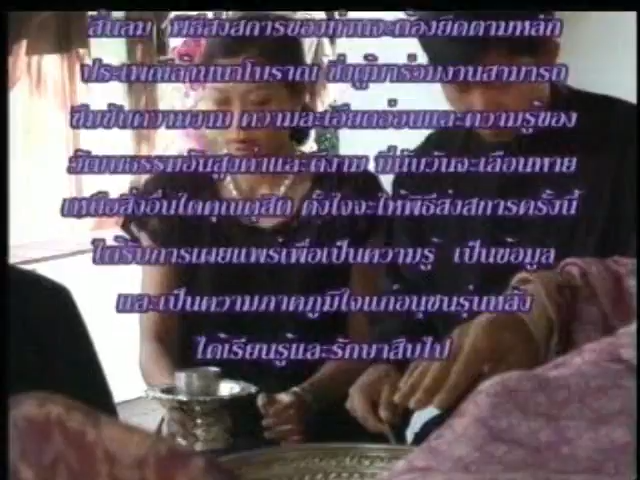 สิ้นลม พิธีส่งสการของท่านจะต้องยึดตามหลัก
ประเพณีล้านนาโบราณ ซึ่งผู้มาร่วมงานสามารถ
ซึมซับความงาม ความละเอียดอ่อนและความรู้ของ
วัฒนธรรมอันสูงค่าและดีงาม ที่นับวันจะเลือนหาย
เหนือสิ่งอื่นใดคุณดุสิต ตั้งใจจะให้พิธีส่งสการครั้งนี้
ได้รับการเผยแพร่เพื่อเป็นความรู้ เป็นข้อมูล
และเป็นความภาคภูมิใจแก่อนุชนรุ่นหลัง
ได้เรียนรู้และรักษาสืบไป